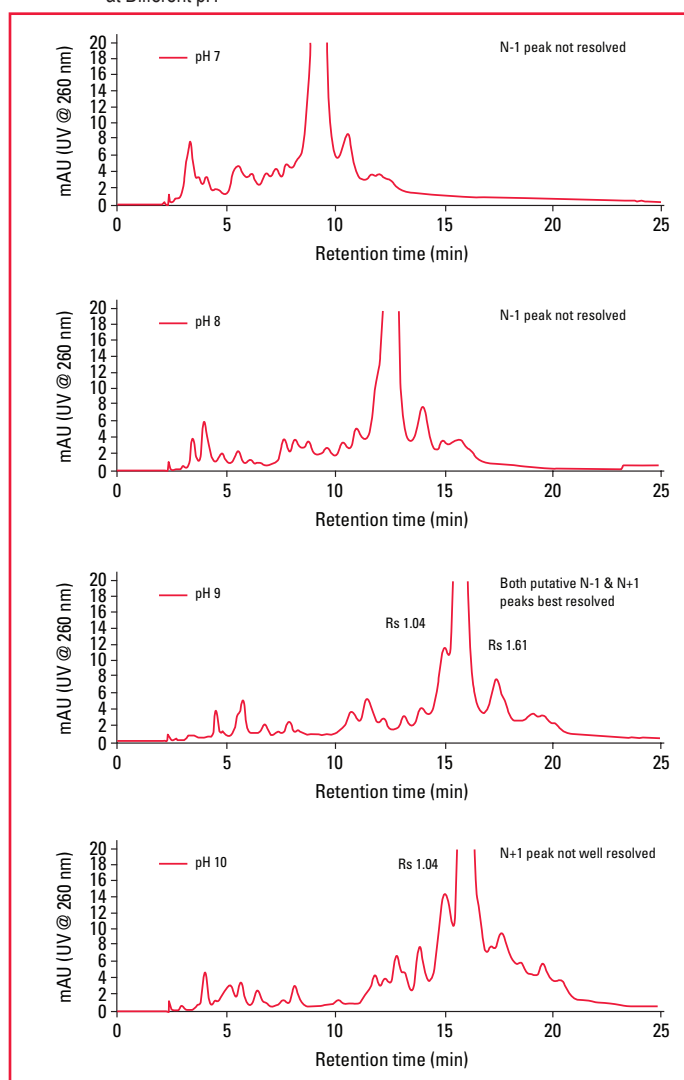 at Different pH
pH 7
N-1 peak not resolved
mAU (UV @ 260 nm)
20
18
16
14
12
10
8
6
4
2
0
0 5 10 15 20 25
Retention time (min)
pH 8
N-1 peak not resolved
mAU (UV @ 260 nm)
20
18
16
14
12
10
8
6
4
2
0
0 5 10 15 20 25
Retention time (min)
pH 9
Both putative N-1 & N+1
peaks best resolved
Rs 1.04
Rs 1.61
mAU (UV @ 260 nm)
20
18
16
14
12
10
8
6
4
2
0
0 5 10 15 20 25
Retention time (min)
pH 10
Rs 1.04
N+1 peak not well resolved
mAU (UV @ 260 nm)
20
18
16
14
12
10
8
6
4
2
0
0 5 10 15 20 25
Retention time (min)